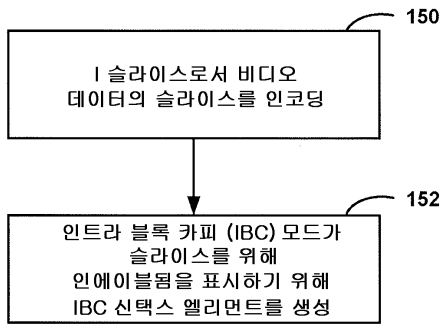 150
I 슬라이스로서 비디오
데이터의 슬라이스를 인코딩
152
인트라 블록 카피 (IBC) 모드가
슬라이스를 위해
인에이블됨을 표시하기 위해
IBC 신택스 엘리먼트를 생성